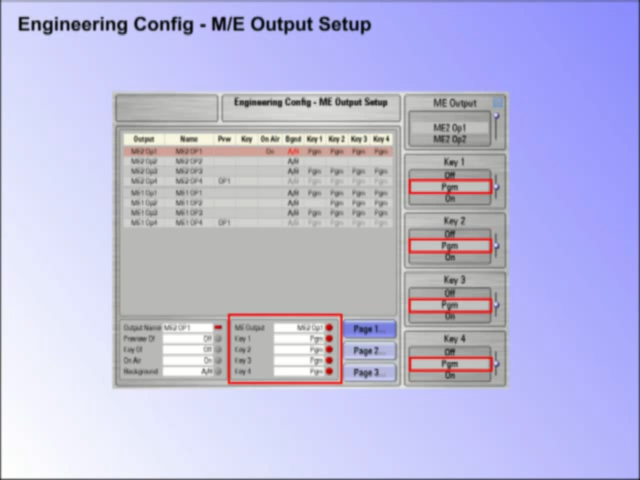 Engineering Config - M/E Output Setup
Engineering Config - ME Output Setup
ME Output
ME2 Op1
ME2 Op2
Output Name Prvw Key On Air Bgnd Key 1 Key 2 Key 3 Key 4
ME2 Op1 ME2 OP1 On A/B Pgm Pgm Pgm Pgm
ME2 Op2 ME2 OP2 A/B
ME2 Op3 ME2 OP3 A/B Pgm Pgm Pgm Pgm
ME2 Op4 ME2 OP4 OP1 A/B Pgm Pgm Pgm Pgm
ME1 Op1 ME1 OP1 A/B Pgm Pgm Pgm Pgm
ME1 Op2 ME1 OP2 A/B Pgm Pgm Pgm
ME1 Op3 ME1 OP3 A/B Pgm Pgm Pgm Pgm
ME1 Op4 ME1 OP4 OP1 A/B Pgm Pgm Pgm Pgm
Key 1
Off
Pgm
On
Key 2
Off
Pgm
On
Key 3
Off
Pgm
On
Key 4
Off
Pgm
On
Output Name ME2 OP1
Preview Of Off
Key Of Off
On Air On
Background A/B
ME Output ME2 Op1
Key 1 Pgm
Key 2 Pgm
Key 3 Pgm
Key 4 Pgm
Page 1...
Page 2...
Page 3...